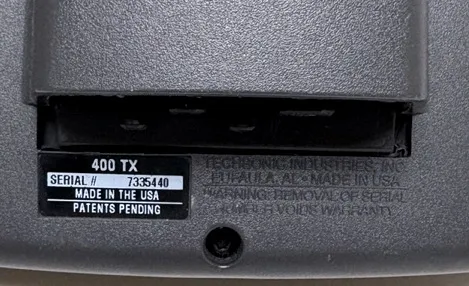 400 TX
SERIAL # 7335440
MADE IN THE USA
PATENTS PENDING
TECHSONIC INDUSTRIES
EUFAULA, AL • MADE IN USA
WARNING: REMOVAL OF SERIAL
WARRANTY